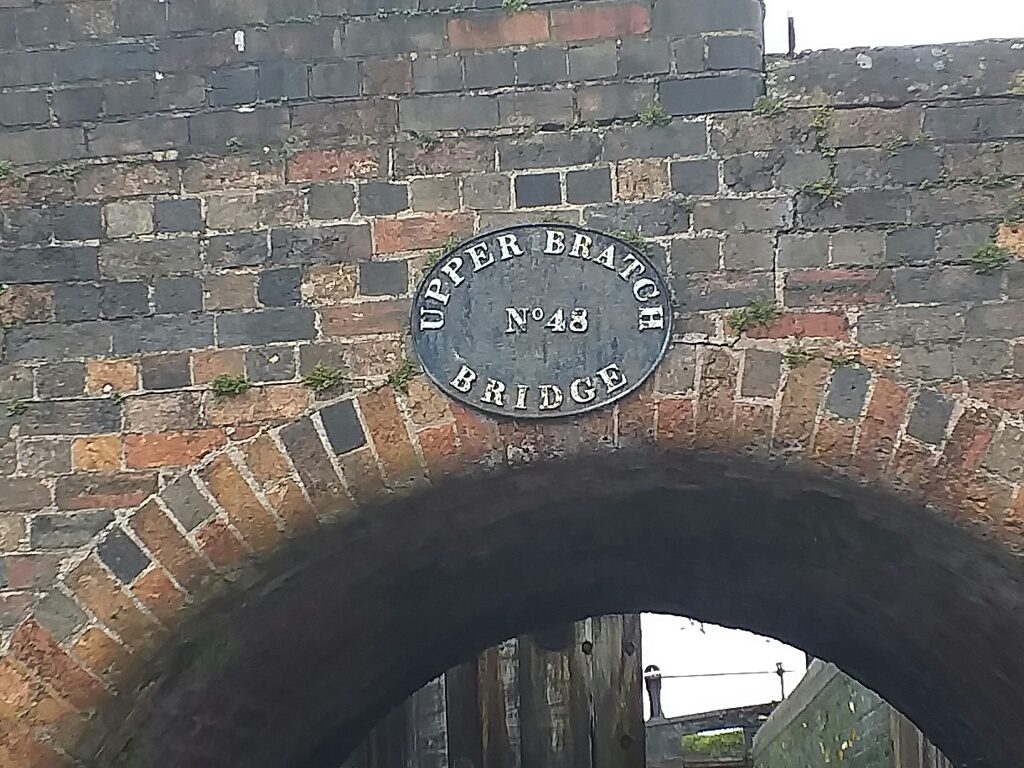 UPPER BRATCH
Nº 48
BRIDGE